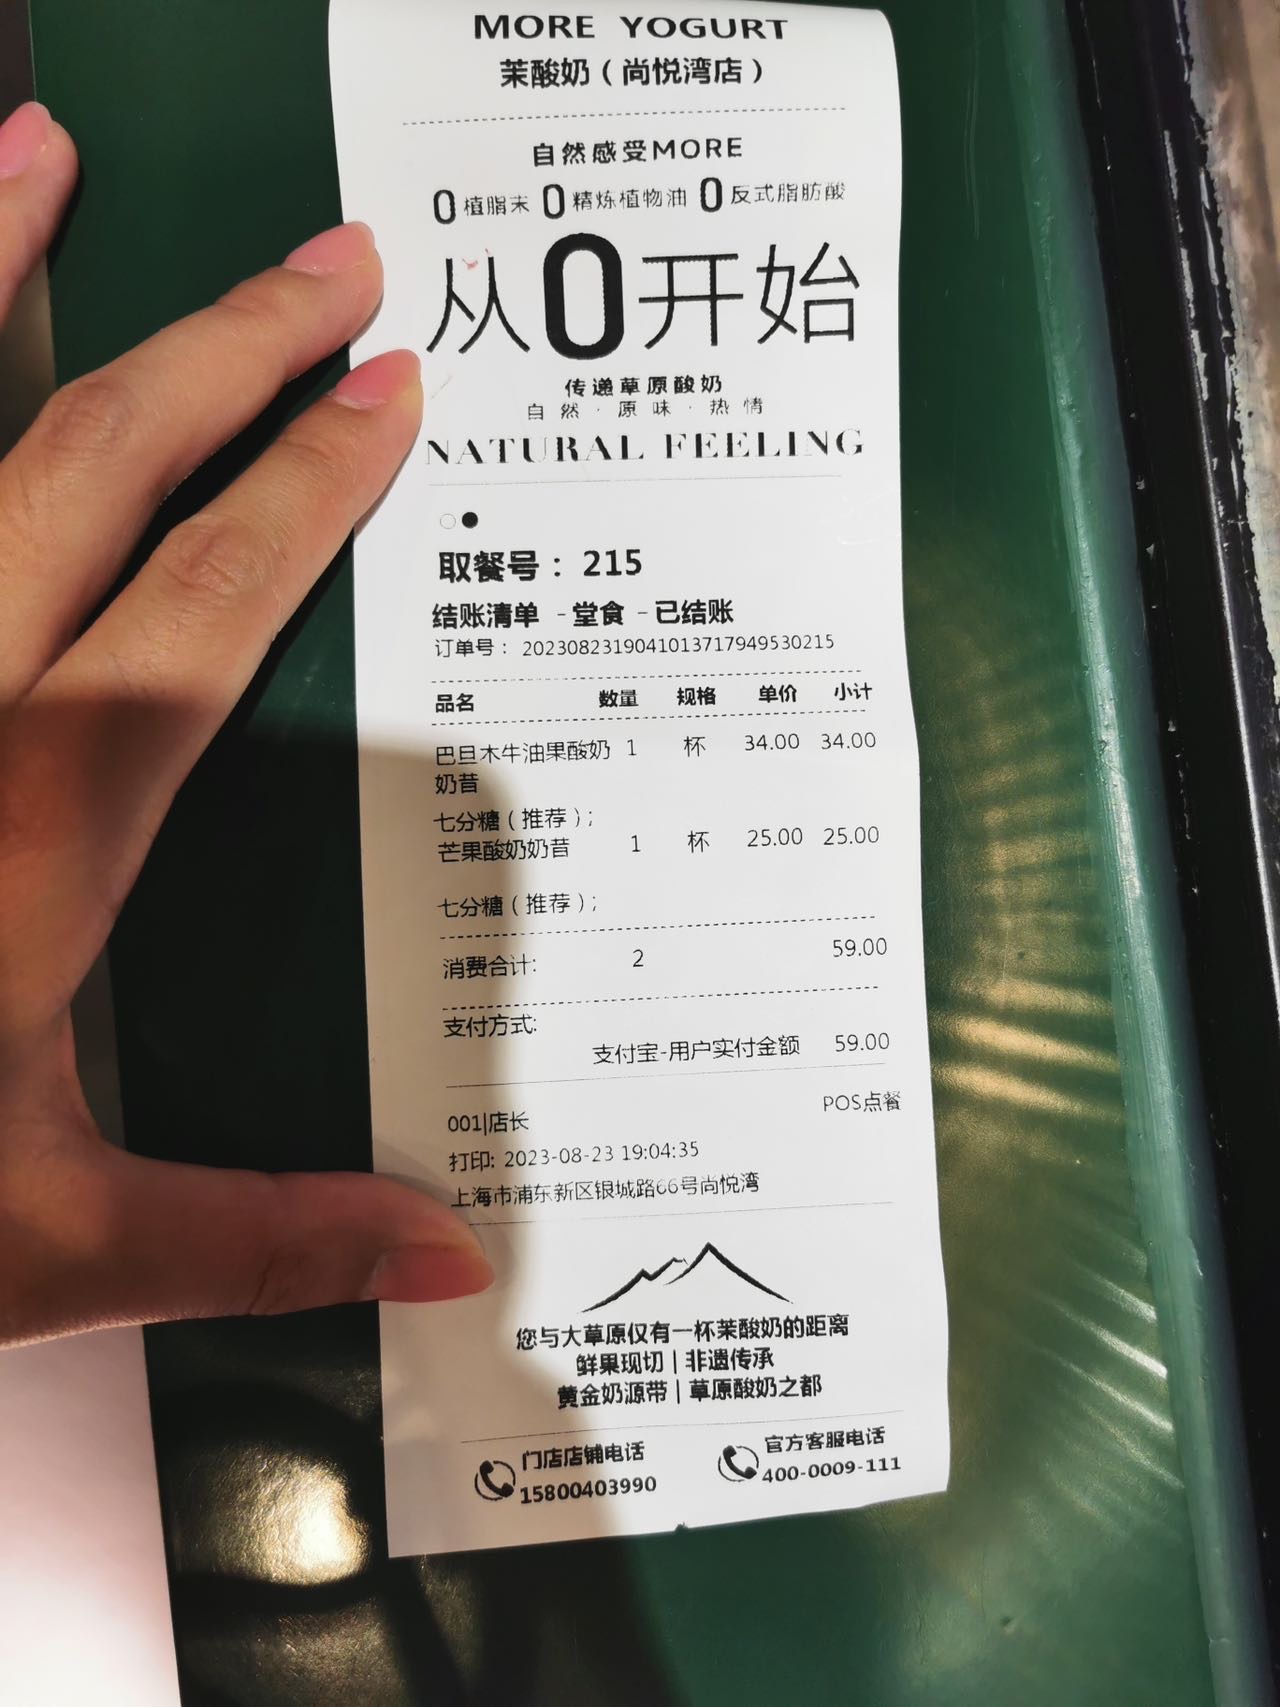 MORE YOGURT
茉酸奶（尚悦湾店）
自然感受MORE
0植脂末 0精炼植物油 0反式脂肪酸
从0开始
传递草原酸奶
自然·原味·热情
NATURAL FEELING
取餐号：215
结账清单 -堂食 -已结账
订单号：20230823190410137179495302​15
品名 数量 规格 单价 小计
巴旦木牛油果酸奶 1 杯 34.00 34.00
奶昔
七分糖（推荐）;
芒果酸奶奶昔 1 杯 25.00 25.00
七分糖（推荐）;
消费合计: 2 59.00
支付方式:
支付宝-用户实付金额 59.00
POS点餐
001|店长
打印: 2023-08-23 19:04:35
上海市浦东新区银城路66号尚悦湾
您与大草原仅有一杯茉酸奶的距离
鲜果现切｜非遗传承
黄金奶源带｜草原酸奶之都
门店店铺电话 官方客服电话
15800403990 400-0009-111